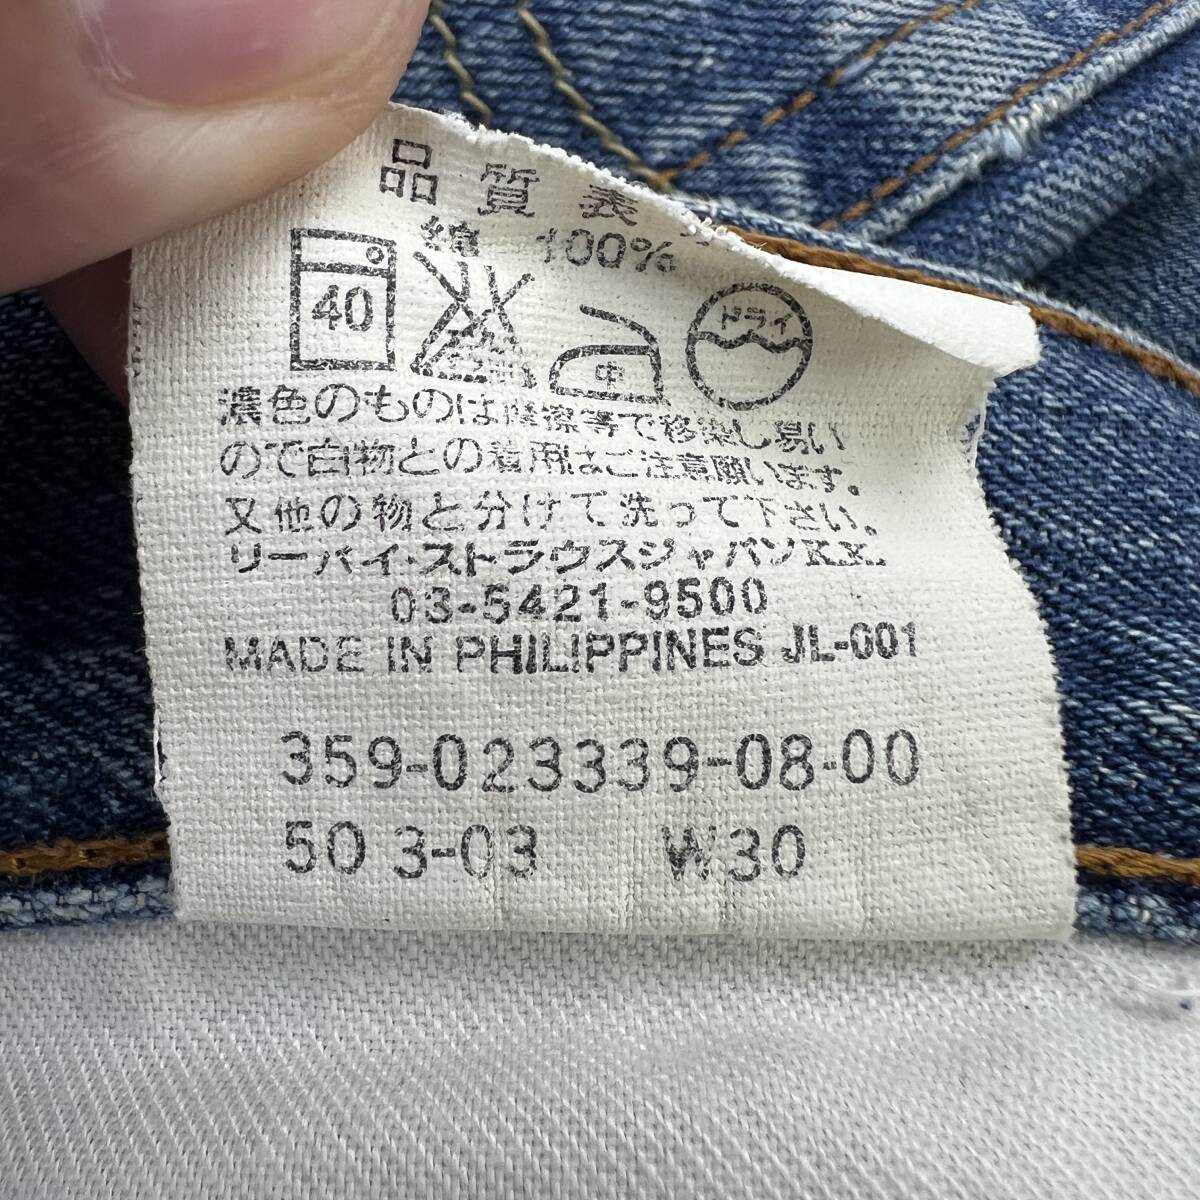 品質表
綿 100%
40
中
ドライ
濃色のものは摩擦等で移染し易い
ので白物との着用はご注意願います。
又他の物と分けて洗って下さい。
リーバイ・ストラウスジャパンK.K.
03-5421-9500
MADE IN PHILIPPINES JL-001
359-023339-08-00
503-03 W30